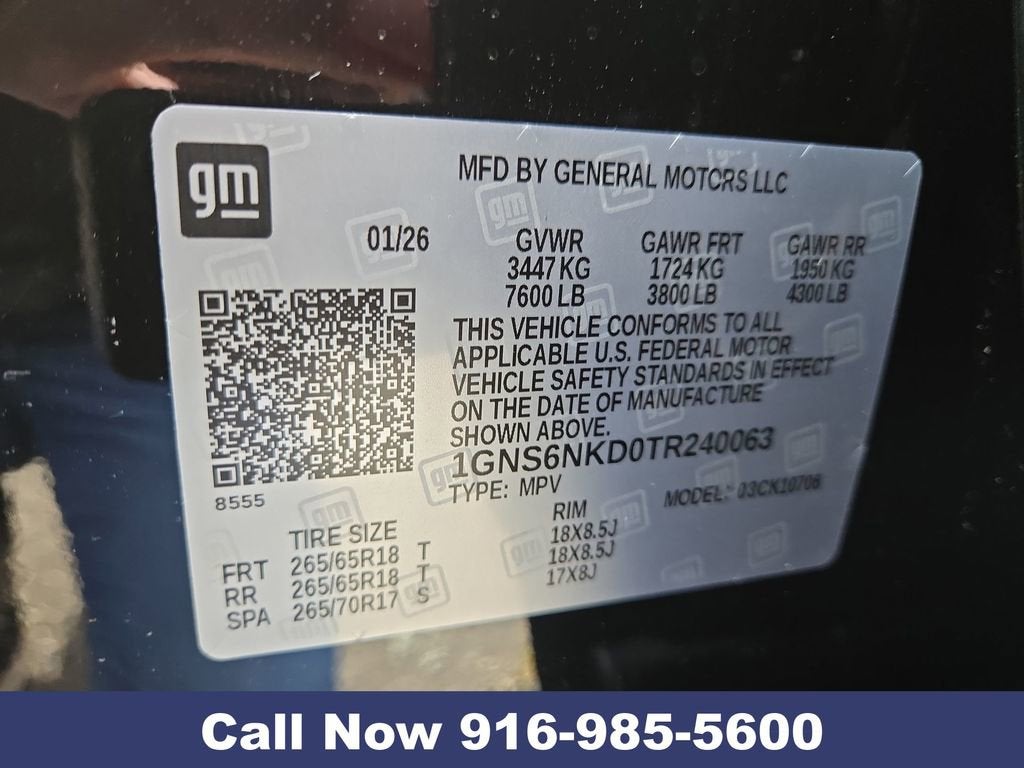 gm
MFD BY GENERAL MOTORS LLC
01/26
GVWR GAWR FRT GAWR RR
3447 KG 1724 KG 1950 KG
7600 LB 3800 LB 4300 LB
THIS VEHICLE CONFORMS TO ALL
APPLICABLE U.S. FEDERAL MOTOR
VEHICLE SAFETY STANDARDS IN EFFECT
ON THE DATE OF MANUFACTURE
SHOWN ABOVE.
1GNS6NKD0TR240063
TYPE: MPV MODEL: 03CK10706
8555
TIRE SIZE RIM
FRT 265/65R18 T 18X8.5J
RR 265/65R18 T 18X8.5J
SPA 265/70R17 S 17X8J
Call Now 916-985-5600